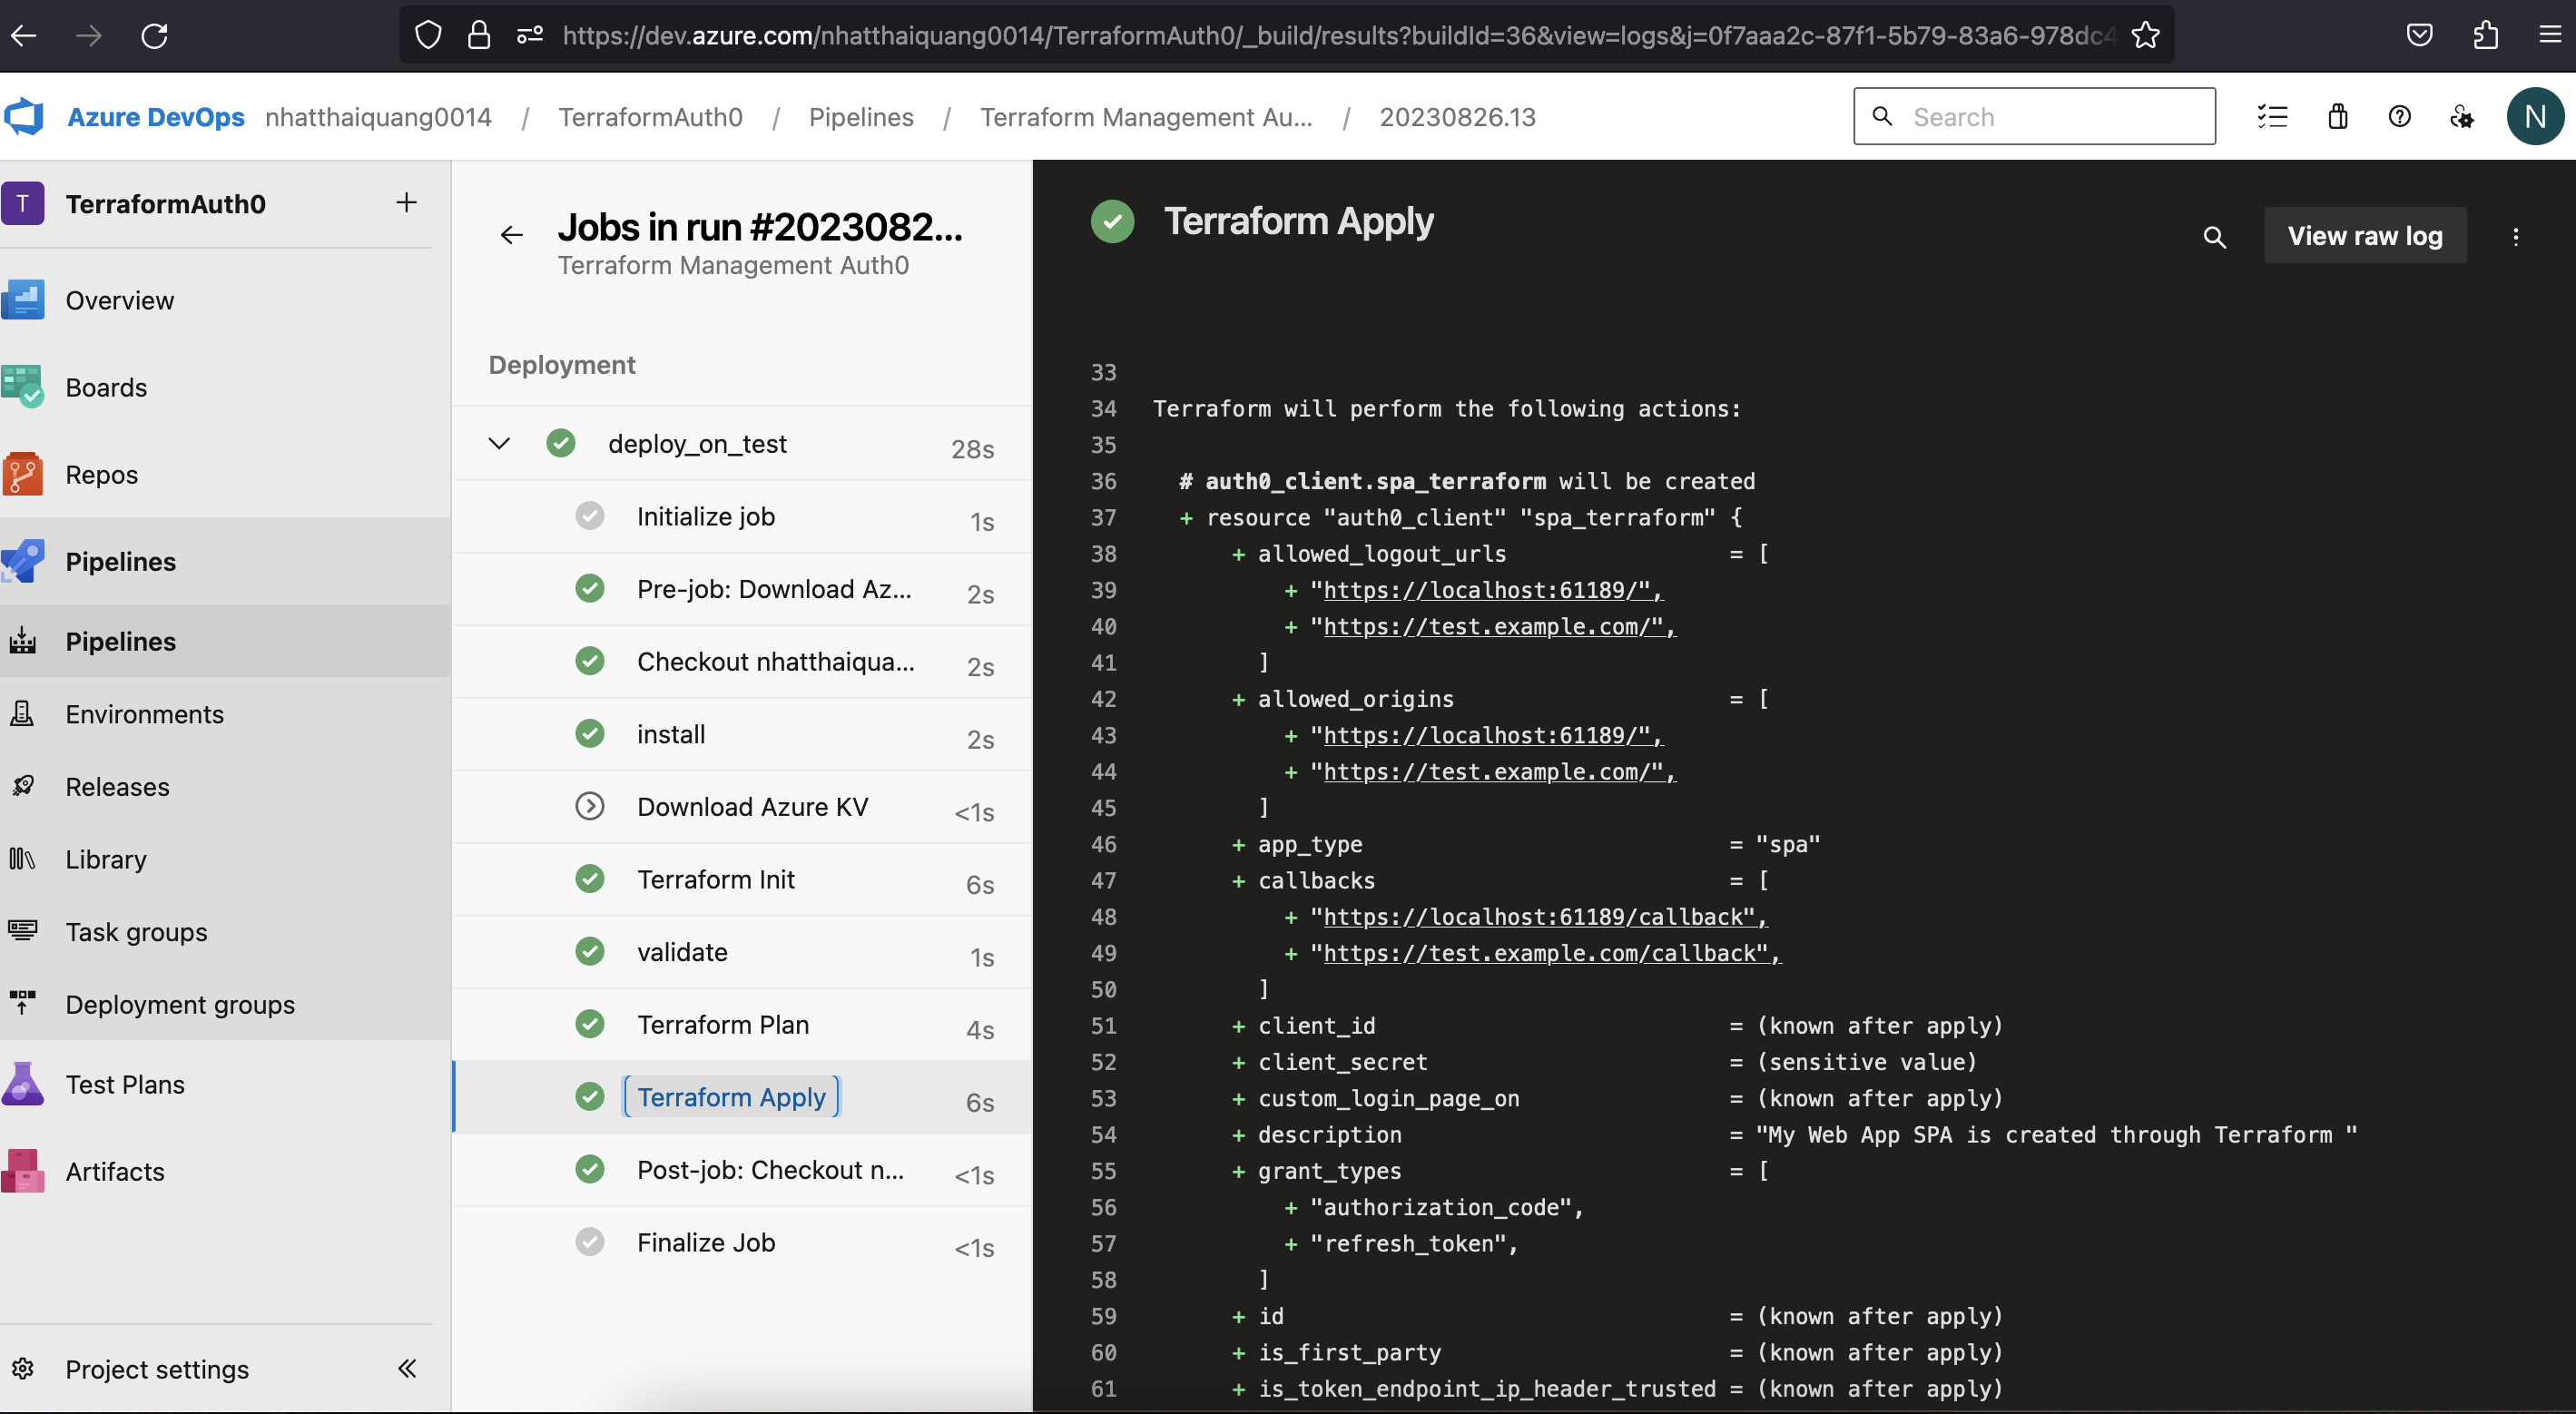 https://dev.azure.com/nhatthaiquang0014/TerraformAuth0/_build/results?buildId=36&view=logs&j=0f7aaa2c-87f1-5b79-83a6-978dc4
Azure DevOps nhatthaiquang0014 / TerraformAuth0 / Pipelines / Terraform Management Au... / 20230826.13
Search
N
T TerraformAuth0
Overview
Boards
Repos
Pipelines
Pipelines
Environments
Releases
Library
Task groups
Deployment groups
Test Plans
Artifacts
Project settings
Jobs in run #2023082...
Terraform Management Auth0
Deployment
deploy_on_test 28s
Initialize job 1s
Pre-job: Download Az... 2s
Checkout nhatthaiqua... 2s
install 2s
Download Azure KV <1s
Terraform Init 6s
validate 1s
Terraform Plan 4s
Terraform Apply 6s
Post-job: Checkout n... <1s
Finalize Job <1s
Terraform Apply
View raw log
33
34 Terraform will perform the following actions:
35
36 # auth0_client.spa_terraform will be created
37 + resource "auth0_client" "spa_terraform" {
38 + allowed_logout_urls = [
39 + "https://localhost:61189/",
40 + "https://test.example.com/",
41 ]
42 + allowed_origins = [
43 + "https://localhost:61189/",
44 + "https://test.example.com/",
45 ]
46 + app_type = "spa"
47 + callbacks = [
48 + "https://localhost:61189/callback",
49 + "https://test.example.com/callback",
50 ]
51 + client_id = (known after apply)
52 + client_secret = (sensitive value)
53 + custom_login_page_on = (known after apply)
54 + description = "My Web App SPA is created through Terraform "
55 + grant_types = [
56 + "authorization_code",
57 + "refresh_token",
58 ]
59 + id = (known after apply)
60 + is_first_party = (known after apply)
61 + is_token_endpoint_ip_header_trusted = (known after apply)